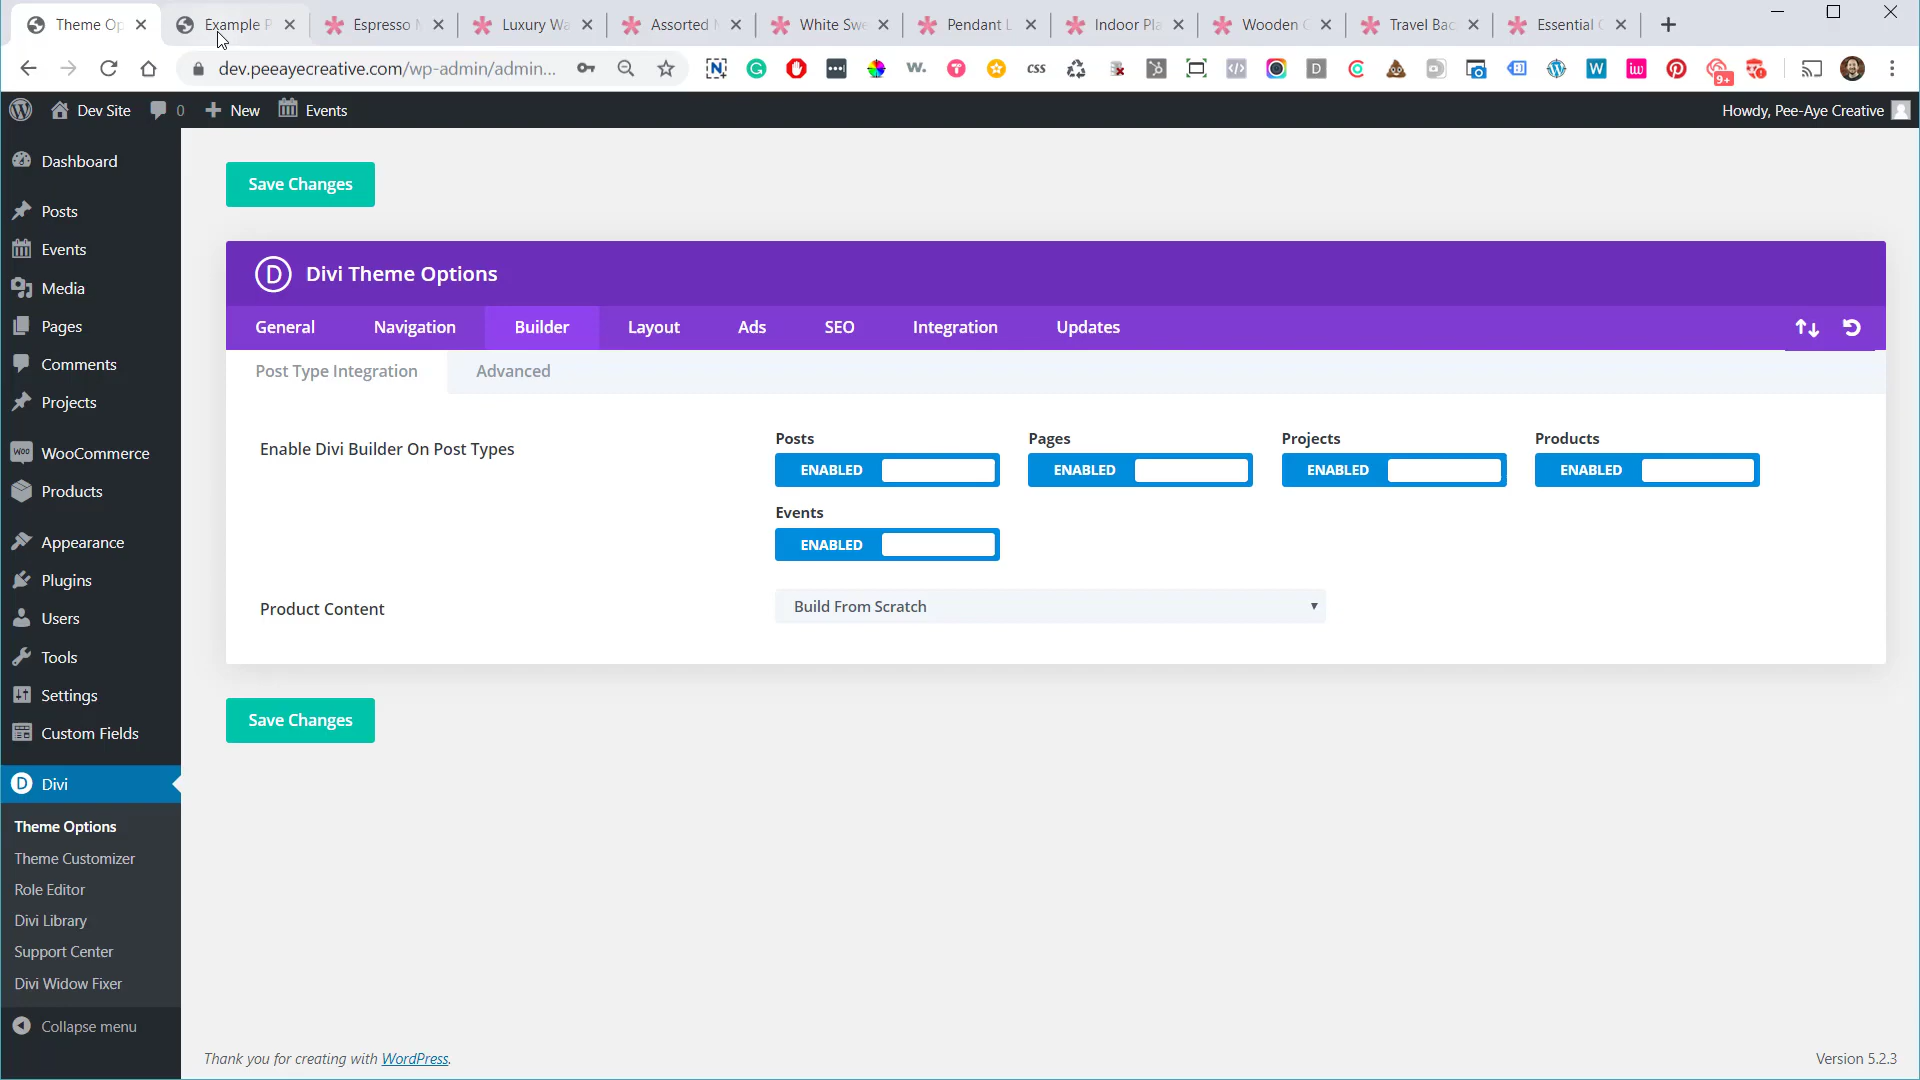 Theme Op
Example P
Espresso M
Luxury Wa
Assorted
White Swe
Pendant L
Indoor Pla
Wooden
Travel Bac
Essential
dev.peeayecreative.com/wp-admin/admin...
css
9+
Dev Site
0
New
Events
Howdy, Pee-Aye Creative
Dashboard
Posts
Events
Media
Pages
Comments
Projects
WooCommerce
Products
Appearance
Plugins
Users
Tools
Settings
Custom Fields
Divi
Theme Options
Theme Customizer
Role Editor
Divi Library
Support Center
Divi Widow Fixer
Collapse menu
Save Changes
D
Divi Theme Options
General
Navigation
Builder
Layout
Ads
SEO
Integration
Updates
Post Type Integration
Advanced
Enable Divi Builder On Post Types
Posts
Pages
Projects
Products
ENABLED
ENABLED
ENABLED
ENABLED
Events
ENABLED
Product Content
Build From Scratch
Save Changes
Thank you for creating with WordPress.
Version 5.2.3